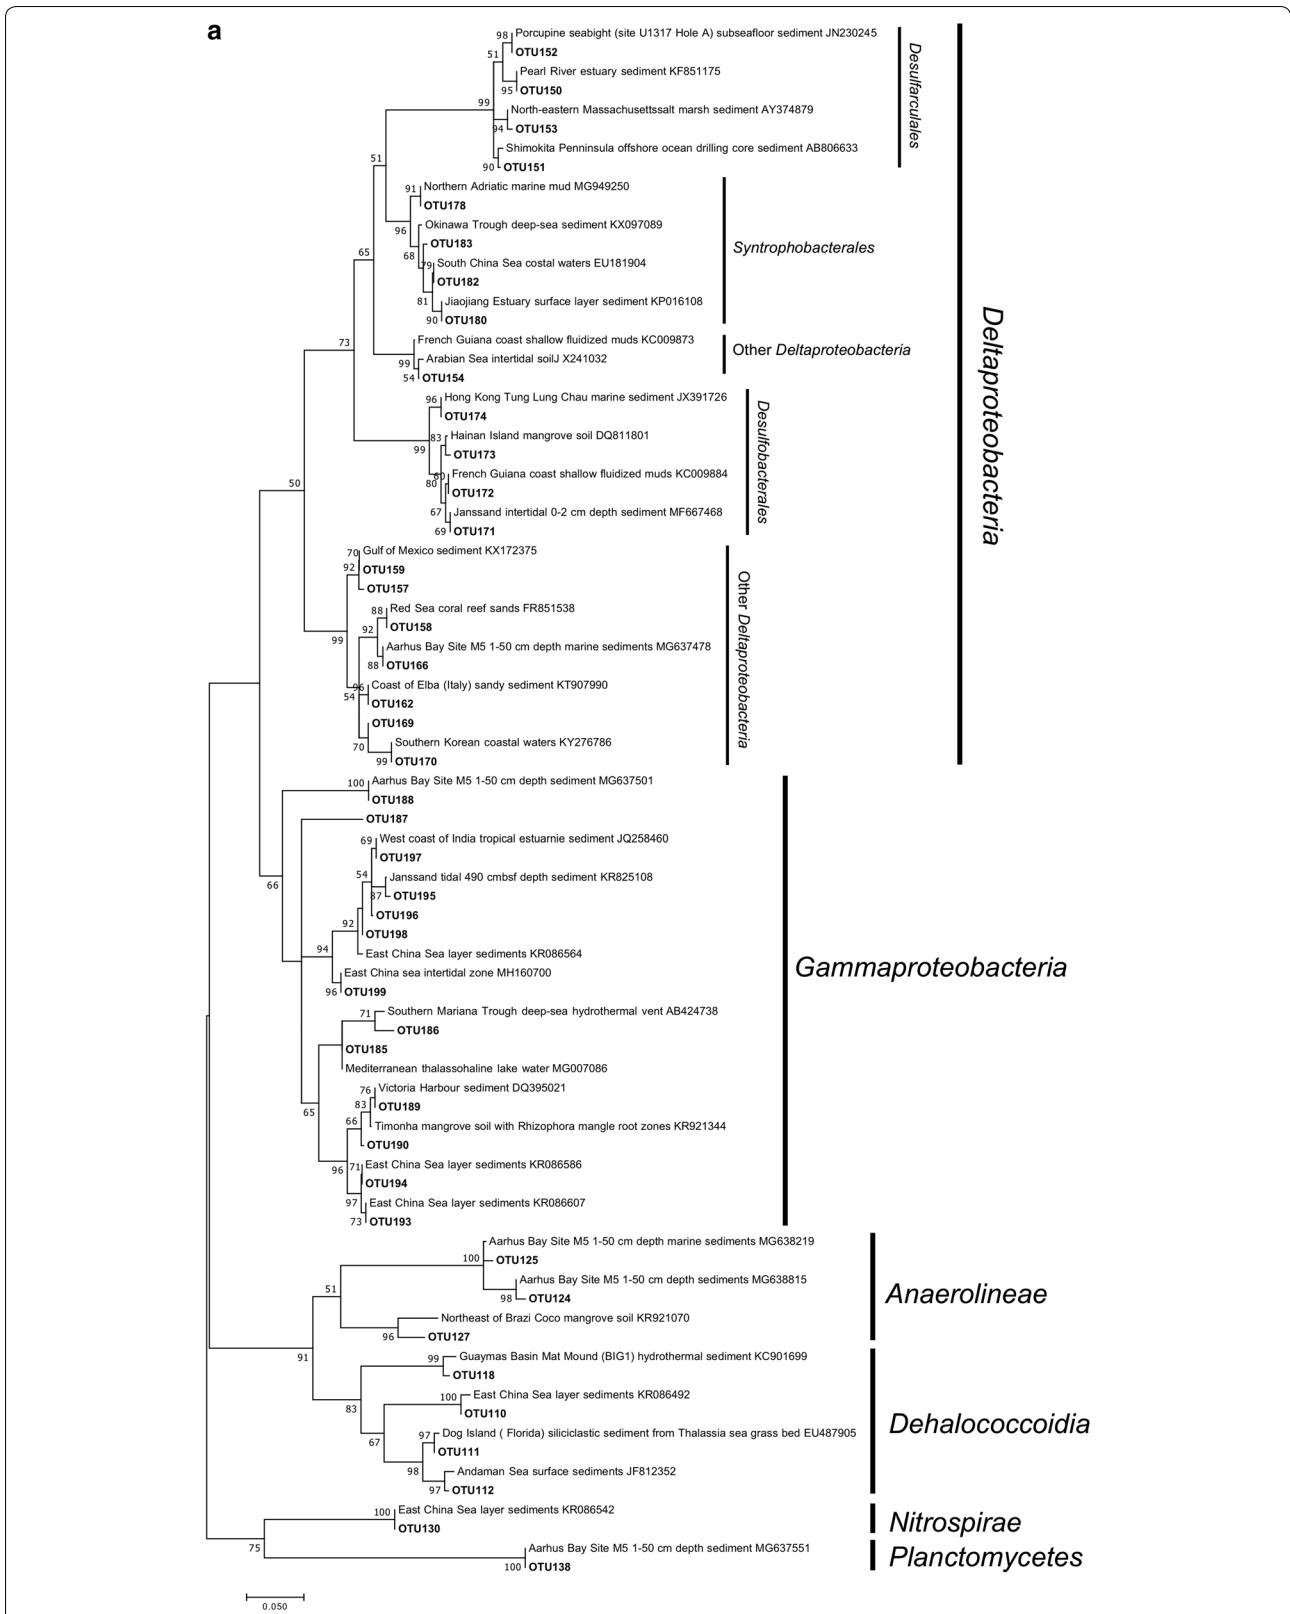 a
98 Porcupine seabight (site U1317 Hole A) subseafloor sediment JN230245
51 OTU152
Pearl River estuary sediment KF851175
95 OTU150
99 North-eastern Massachusettssalt marsh sediment AY374879
94 OTU153
Shimokita Penninsula offshore ocean drilling core sediment AB806633
90 OTU151
Desulfarculales
51
91 Northern Adriatic marine mud MG949250
OTU178
96 Okinawa Trough deep-sea sediment KX097089
OTU183
68
79 South China Sea costal waters EU181904
OTU182
81 Jiaojiang Estuary surface layer sediment KP016108
90 OTU180
Syntrophobacterales
65
73
French Guiana coast shallow fluidized muds KC009873
99 Arabian Sea intertidal soilJ X241032
54 OTU154
Other Deltaproteobacteria
96 Hong Kong Tung Lung Chau marine sediment JX391726
OTU174
83 Hainan Island mangrove soil DQ811801
99 OTU173
60 French Guiana coast shallow fluidized muds KC009884
80 OTU172
67 Janssand intertidal 0-2 cm depth sediment MF667468
69 OTU171
Desulfobacterales
50
70 Gulf of Mexico sediment KX172375
92 OTU159
OTU157
88 Red Sea coral reef sands FR851538
92 OTU158
99 Aarhus Bay Site M5 1-50 cm depth marine sediments MG637478
88 OTU166
96 Coast of Elba (Italy) sandy sediment KT907990
54 OTU162
OTU169
70 Southern Korean coastal waters KY276786
99 OTU170
Other Deltaproteobacteria
Deltaproteobacteria
100 Aarhus Bay Site M5 1-50 cm depth sediment MG637501
OTU188
OTU187
69 West coast of India tropical estuarnie sediment JQ258460
OTU197
54 Janssand tidal 490 cmbsf depth sediment KR825108
66
87 OTU195
OTU196
92 OTU198
94 East China Sea layer sediments KR086564
East China sea intertidal zone MH160700
96 OTU199
71 Southern Mariana Trough deep-sea hydrothermal vent AB424738
OTU186
OTU185
Mediterranean thalassohaline lake water MG007086
76 Victoria Harbour sediment DQ395021
83 OTU189
65
66 Timonha mangrove soil with Rhizophora mangle root zones KR921344
OTU190
96 71 East China Sea layer sediments KR086586
OTU194
97 East China Sea layer sediments KR086607
73 OTU193
Gammaproteobacteria
Aarhus Bay Site M5 1-50 cm depth marine sediments MG638219
100 OTU125
Aarhus Bay Site M5 1-50 cm depth sediments MG638815
51
98 OTU124
Northeast of Brazi Coco mangrove soil KR921070
96 OTU127
Anaerolineae
91
99 Guaymas Basin Mat Mound (BIG1) hydrothermal sediment KC901699
OTU118
100 East China Sea layer sediments KR086492
83 OTU110
67
97 Dog Island ( Florida) siliciclastic sediment from Thalassia sea grass bed EU487905
OTU111
98 Andaman Sea surface sediments JF812352
97 OTU112
Dehalococcoidia
100 East China Sea layer sediments KR086542
OTU130
Nitrospirae
75 Aarhus Bay Site M5 1-50 cm depth sediment MG637551
100 OTU138
Planctomycetes
0.050